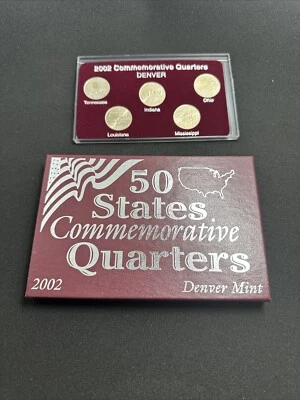 2002 Commemorative Quarters
DENVER
Tennessee
Indiana
Ohio
Louisiana
Mississippi
50
States
Commemorative
Quarters
2002
Denver Mint